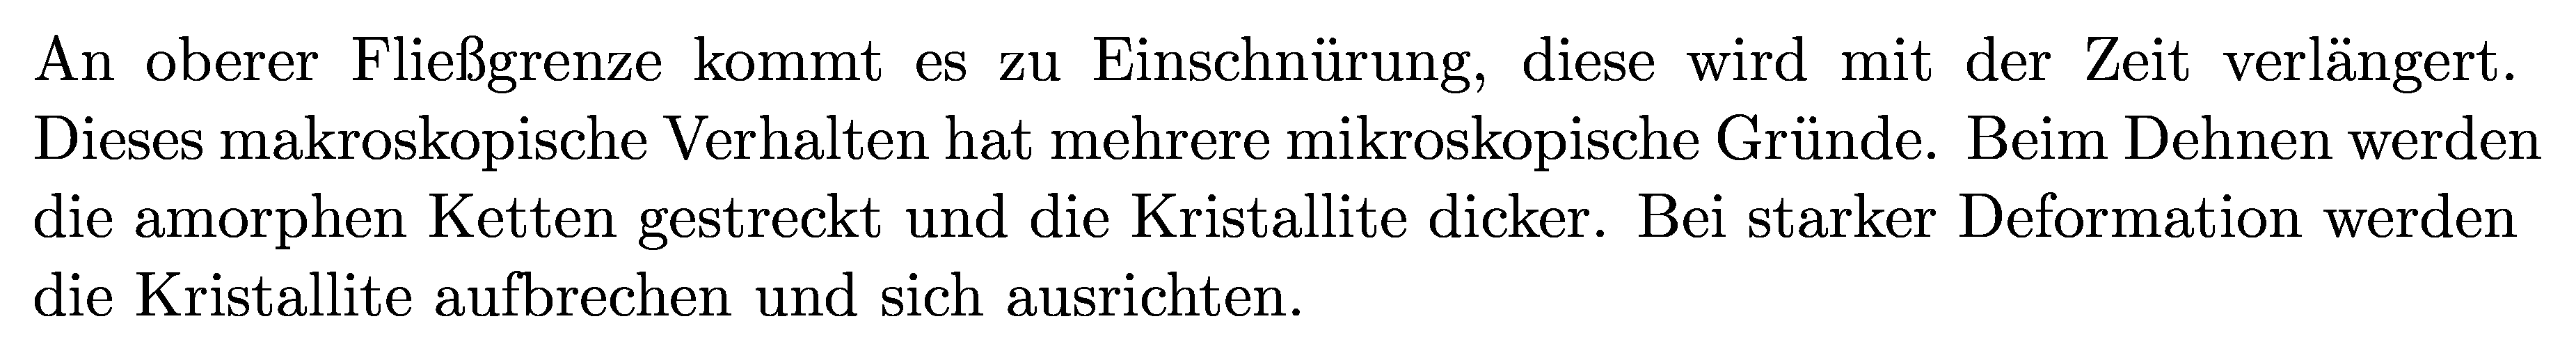 An oberer Fließgrenze kommt es zu Einschnürung, diese wird mit der Zeit verlängert.
Dieses makroskopische Verhalten hat mehrere mikroskopische Gründe. Beim Dehnen werden
die amorphen Ketten gestreckt und die Kristallite dicker. Bei starker Deformation werden
die Kristallite aufbrechen und sich ausrichten.